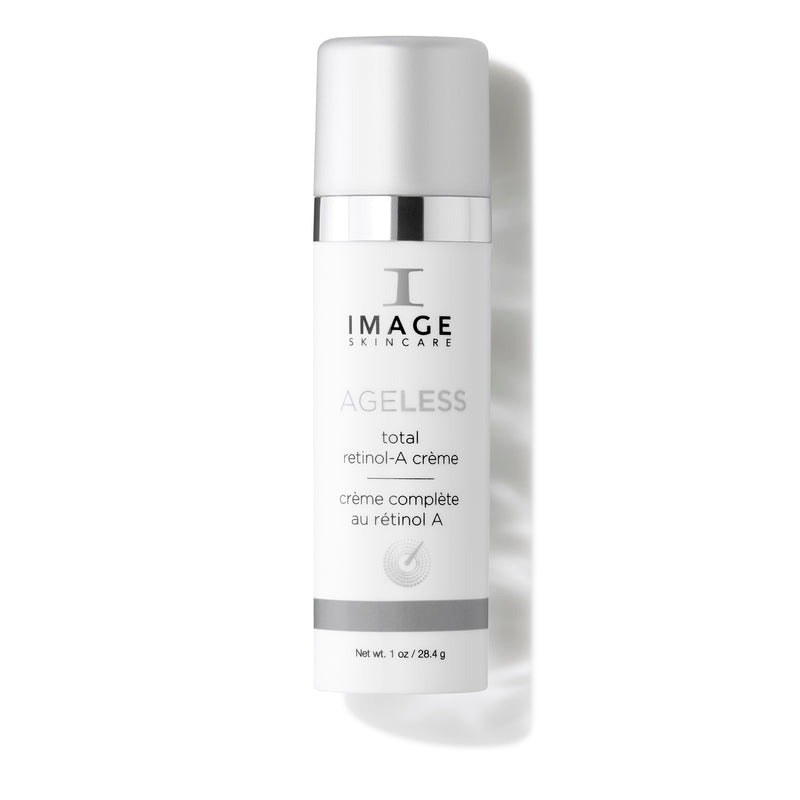 I
IMAGE
SKINCARE
AGELESS
total
retinol-A crème
crème complète
au rétinol A
Net wt. 1 oz / 28.4 g